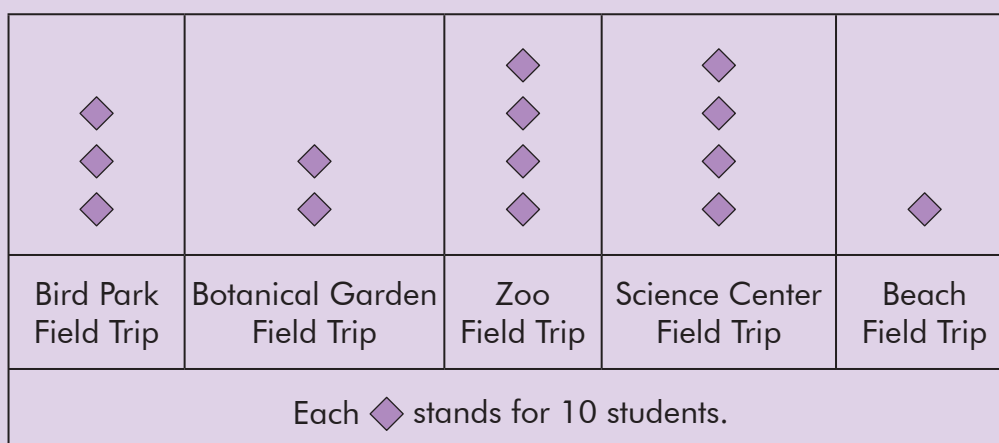 Bird Park
Field Trip
Botanical Garden
Field Trip
Zoo
Field Trip
Science Center
Field Trip
Beach
Field Trip
Each stands for 10 students.